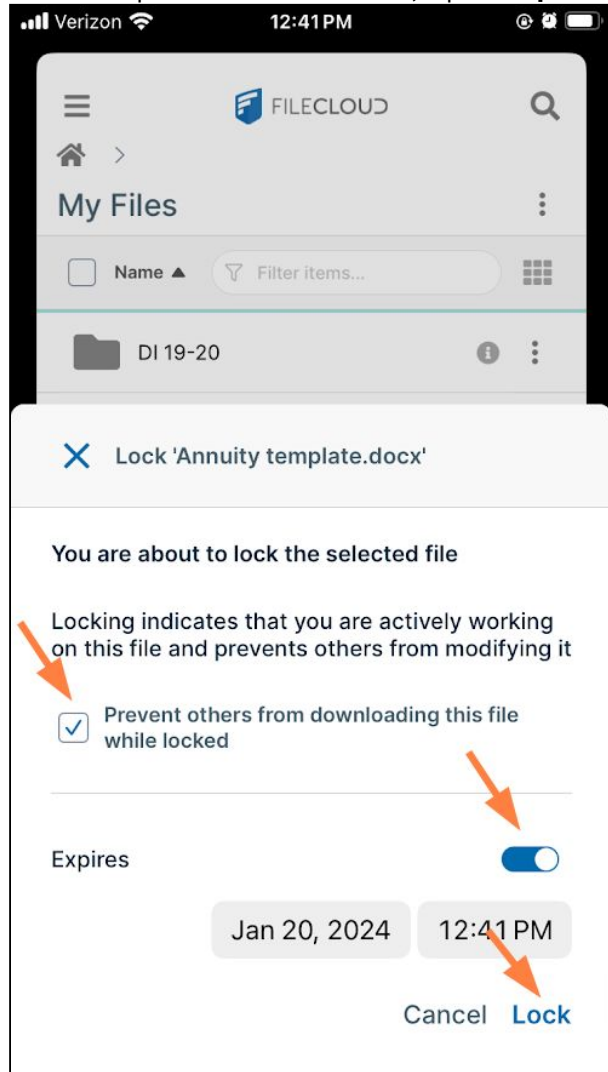 Verizon 12:41 PM
FILECLOUD
My Files
Name ▲ Filter items...
DI 19-20
Lock 'Annuity template.docx'
You are about to lock the selected file
Locking indicates that you are actively working
on this file and prevents others from modifying it
Prevent others from downloading this file
while locked
Expires
Jan 20, 2024 12:41 PM
Cancel Lock